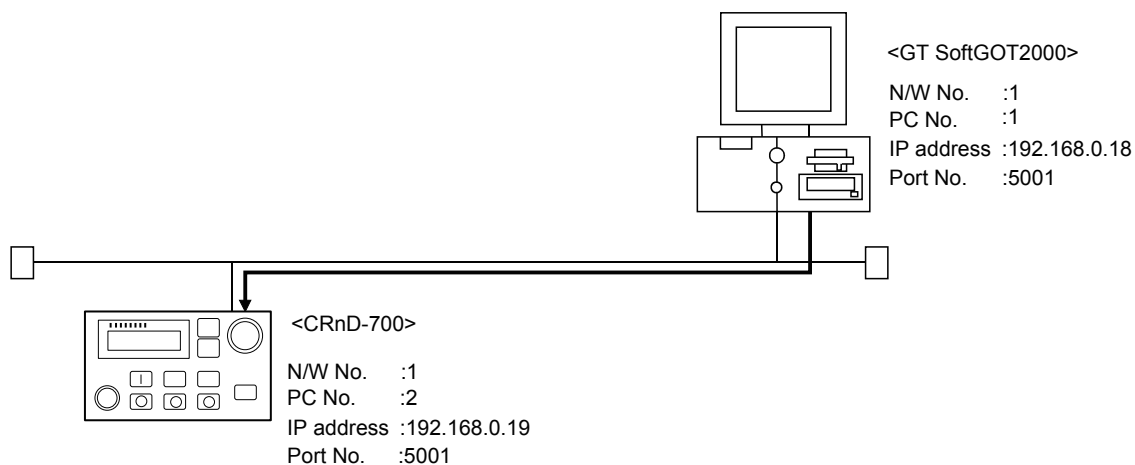 <GT SoftGOT2000>
N/W No. :1
PC No. :1
IP address :192.168.0.18
Port No. :5001
<CRnD-700>
N/W No. :1
PC No. :2
IP address :192.168.0.19
Port No. :5001